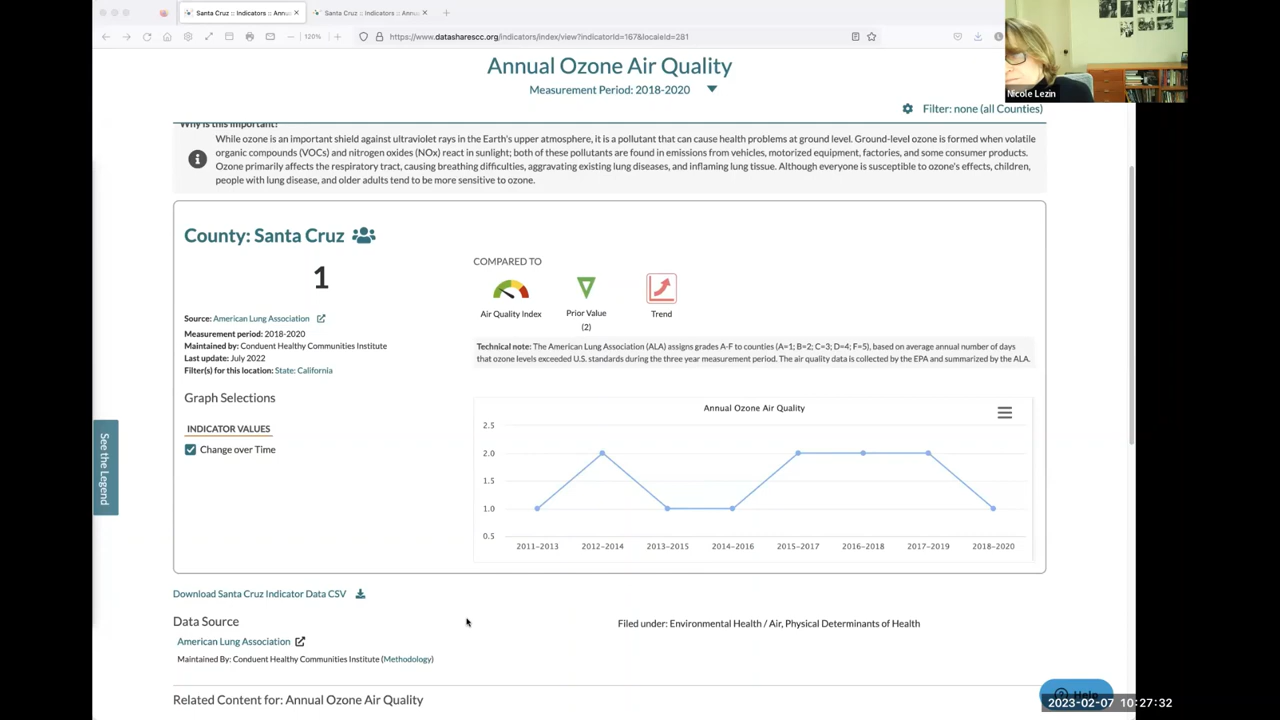 Santa Cruz :: Indicators :: Annu
Santa Cruz :: Indicators :: Annu
120%
https://www.datasharescc.org/indicators/index/view?indicatorId=167&localeId=281
Nicole Lezin
Annual Ozone Air Quality
Measurement Period: 2018-2020
Filter: none (all Counties)
Why is this important?
While ozone is an important shield against ultraviolet rays in the Earth's upper atmosphere, it is a pollutant that can cause health problems at ground level. Ground-level ozone is formed when volatile
organic compounds (VOCs) and nitrogen oxides (NOx) react in sunlight; both of these pollutants are found in emissions from vehicles, motorized equipment, factories, and some consumer products.
Ozone primarily affects the respiratory tract, causing breathing difficulties, aggravating existing lung diseases, and inflaming lung tissue. Although everyone is susceptible to ozone's effects, children,
people with lung disease, and older adults tend to be more sensitive to ozone.
County: Santa Cruz
1
Source: American Lung Association
Measurement period: 2018-2020
Maintained by: Conduent Healthy Communities Institute
Last update: July 2022
Filter(s) for this location: State: California
COMPARED TO
Air Quality Index
Prior Value
(2)
Trend
Technical note: The American Lung Association (ALA) assigns grades A-F to counties (A=1; B=2; C=3; D=4; F=5), based on average annual number of days
that ozone levels exceeded U.S. standards during the three year measurement period. The air quality data is collected by the EPA and summarized by the ALA.
Graph Selections
INDICATOR VALUES
Change over Time
See the Legend
Annual Ozone Air Quality
2.5
2.0
1.5
1.0
0.5
2011-2013 2012-2014 2013-2015 2014-2016 2015-2017 2016-2018 2017-2019 2018-2020
Download Santa Cruz Indicator Data CSV
Data Source
American Lung Association
Maintained By: Conduent Healthy Communities Institute (Methodology)
Filed under: Environmental Health / Air, Physical Determinants of Health
Related Content for: Annual Ozone Air Quality
Help
2023-02-07 10:27:32